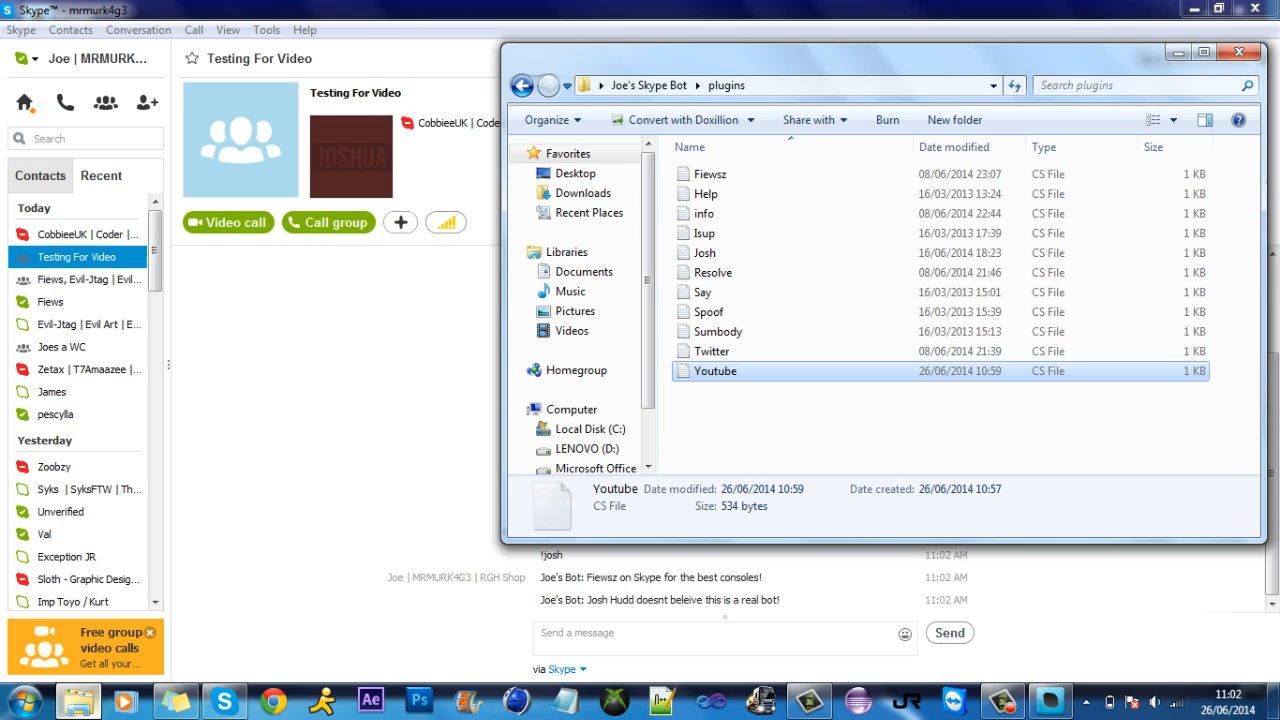 Skype™ - mrmurk4g3
Skype Contacts Conversation Call View Tools Help
Joe | MRMURK...
Search
Contacts Recent
Today
CobbieeUK | Coder |...
Testing For Video
Fiews, Evil-Jtag | Evil...
Fiews
Evil-Jtag | Evil Art | E...
Joes a WC
Zetax | T7Amaazee |...
James
pescylla
Yesterday
Zoobzy
Syks | SyksFTW | Th...
Unverified
Val
Exception JR
Sloth - Graphic Desig...
Imp Toyo / Kurt
Free group
video calls
Get all your...
Testing For Video
Testing For Video
JOSHUA
CobbieeUK | Coder
Video call
Call group
Joe's Skype Bot
plugins
Search plugins
Organize Convert with Doxillion Share with Burn New folder
Favorites
Desktop
Downloads
Recent Places
Libraries
Documents
Music
Pictures
Videos
Homegroup
Computer
Local Disk (C:)
LENOVO (D:)
Microsoft Office
Name Date modified Type Size
Fiewsz 08/06/2014 23:07 CS File 1 KB
Help 16/03/2013 13:24 CS File 1 KB
info 08/06/2014 22:44 CS File 1 KB
Isup 16/03/2013 17:39 CS File 1 KB
Josh 16/06/2014 18:23 CS File 1 KB
Resolve 08/06/2014 21:46 CS File 1 KB
Say 16/03/2013 15:01 CS File 1 KB
Spoof 16/03/2013 15:39 CS File 1 KB
Sumbody 16/03/2013 15:13 CS File 1 KB
Twitter 08/06/2014 21:39 CS File 1 KB
Youtube 26/06/2014 10:59 CS File 1 KB
Youtube Date modified: 26/06/2014 10:59 Date created: 26/06/2014 10:57
CS File Size: 534 bytes
!josh 11:02 AM
Joe | MRMURK4G3 | RGH Shop Joe's Bot: Fiewsz on Skype for the best consoles! 11:02 AM
Joe's Bot: Josh Hudd doesnt beleive this is a real bot! 11:02 AM
Send a message
Send
via Skype
Ae Ps JR
11:02
26/06/2014